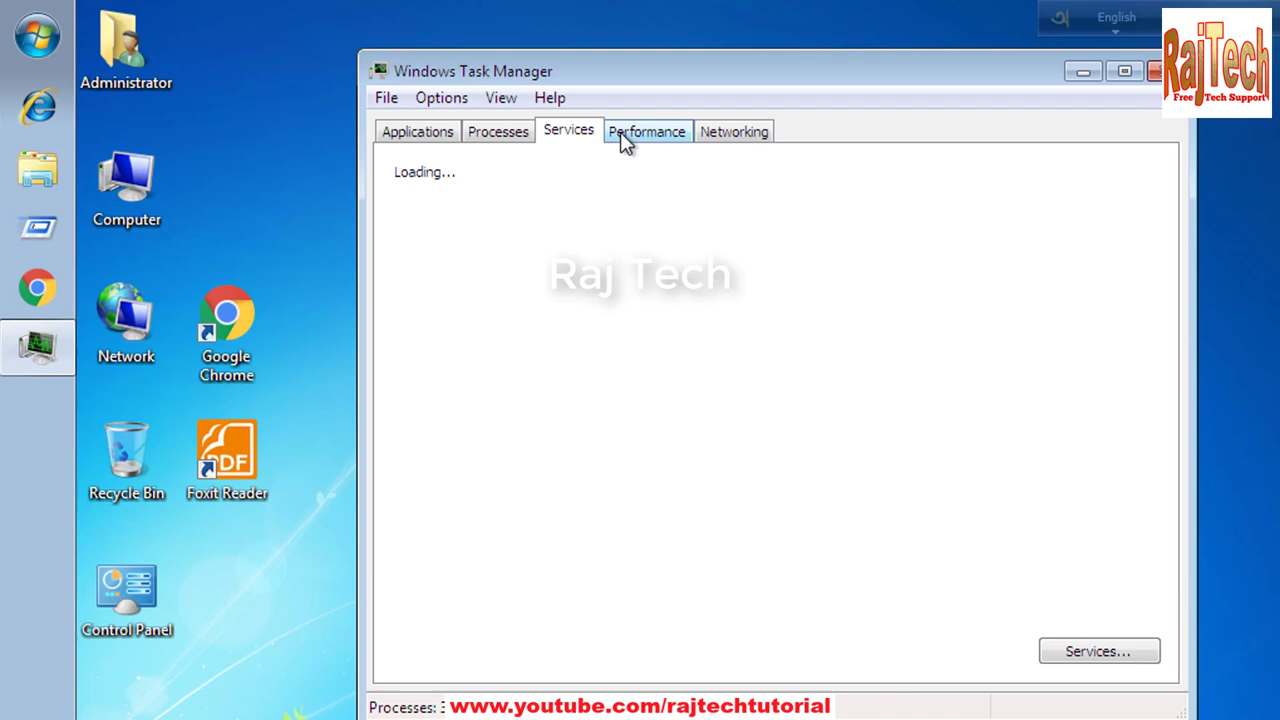 English
RajTech
Free Tech Support
Administrator
Windows Task Manager
File Options View Help
Applications Processes Services Performance Networking
Loading...
Computer
Raj Tech
Network
Google
Chrome
Recycle Bin
Foxit Reader
PDF
Control Panel
Services...
Processes: 
www.youtube.com/rajtechtutorial